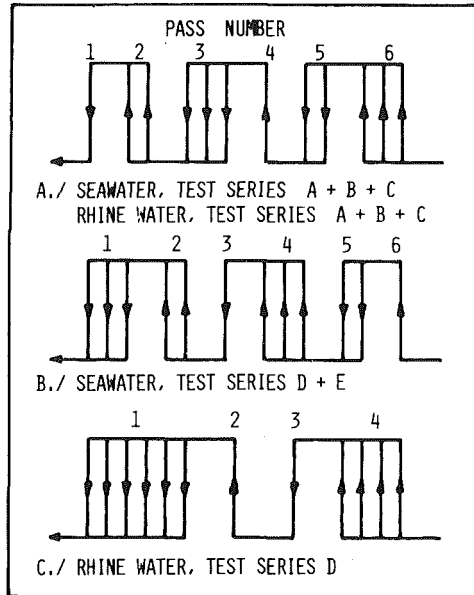 PASS NUMBER
1 2 3 4 5 6
A./ SEAWATER, TEST SERIES A + B + C
RHINE WATER, TEST SERIES A + B + C
1 2 3 4 5 6
B./ SEAWATER, TEST SERIES D + E
1 2 3 4
C./ RHINE WATER, TEST SERIES D